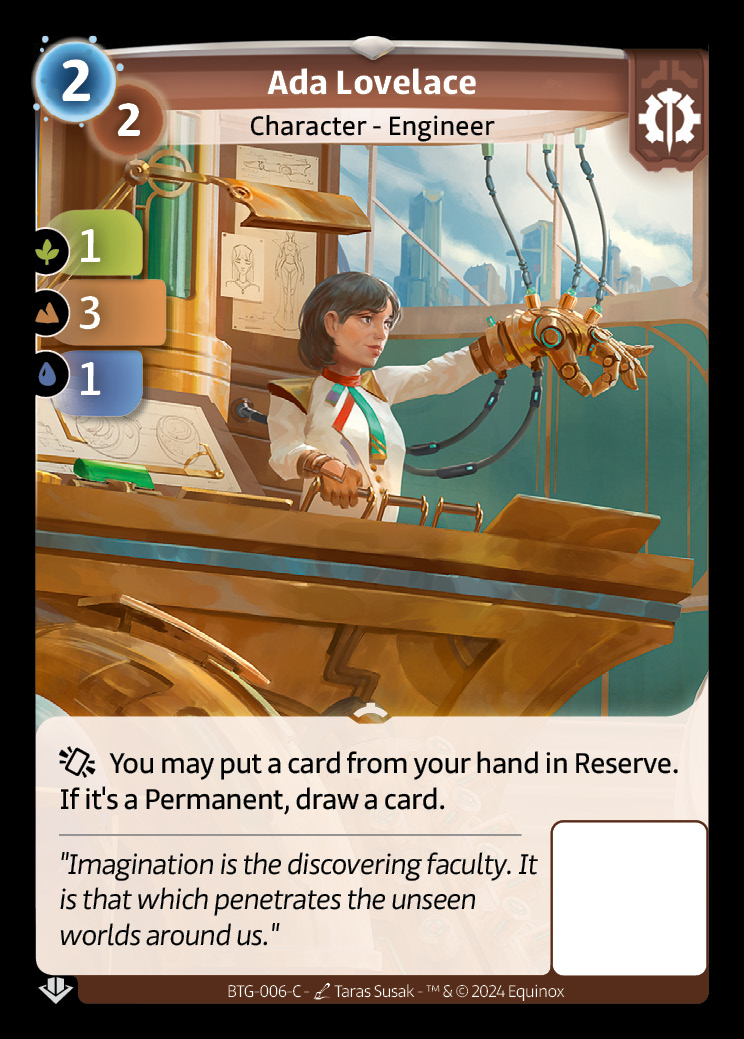 2
Ada Lovelace
2
Character - Engineer
1
3
1
You may put a card from your hand in Reserve.
If it's a Permanent, draw a card.
"Imagination is the discovering faculty. It
is that which penetrates the unseen
worlds around us."
BTG-006-C - Taras Susak - ™ & © 2024 Equinox